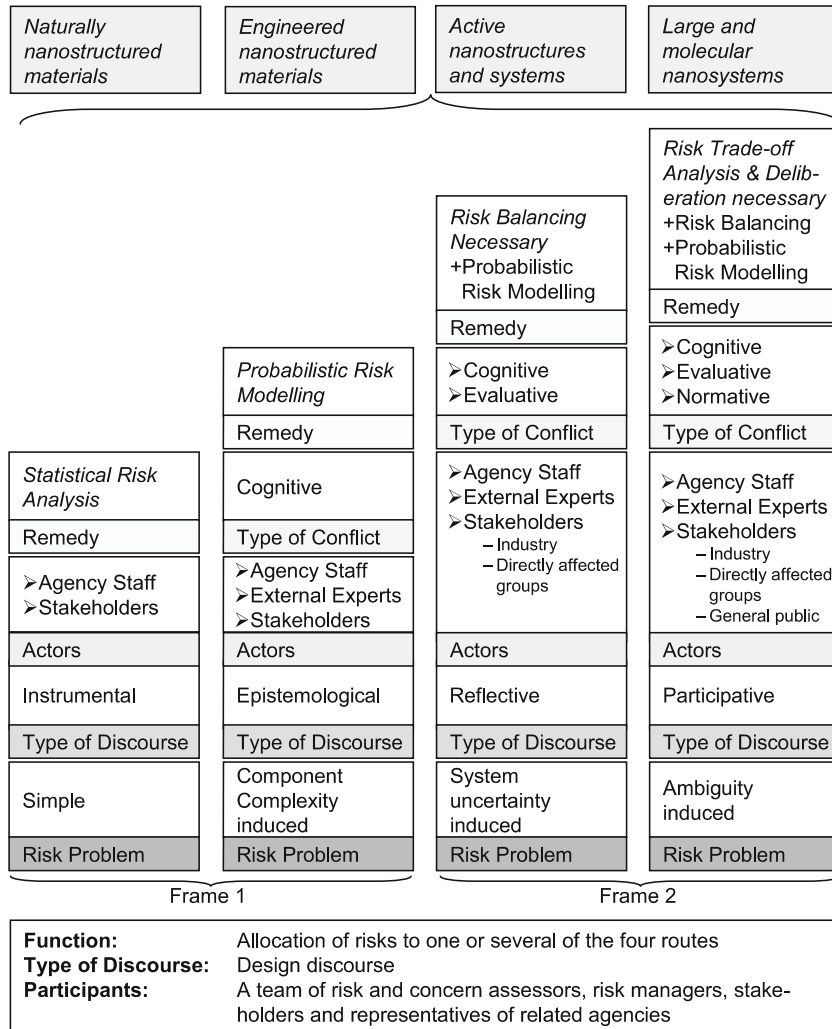 Naturally
nanostructured
materials
Engineered
nanostructured
materials
Active
nanostructures
and systems
Large and
molecular
nanosystems
Statistical Risk
Analysis
Remedy
➢Agency Staff
➢Stakeholders
Actors
Instrumental
Type of Discourse
Simple
Risk Problem
Probabilistic Risk
Modelling
Remedy
Cognitive
Type of Conflict
➢Agency Staff
➢External Experts
➢Stakeholders
Actors
Epistemological
Type of Discourse
Component
Complexity
induced
Risk Problem
Risk Balancing
Necessary
+Probabilistic
Risk Modelling
Remedy
➢Cognitive
➢Evaluative
Type of Conflict
➢Agency Staff
➢External Experts
➢Stakeholders
– Industry
– Directly affected
groups
Actors
Reflective
Type of Discourse
System
uncertainty
induced
Risk Problem
Risk Trade-off
Analysis & Delib-
eration necessary
+Risk Balancing
+Probabilistic
Risk Modelling
Remedy
➢Cognitive
➢Evaluative
➢Normative
Type of Conflict
➢Agency Staff
➢External Experts
➢Stakeholders
– Industry
– Directly affected
groups
– General public
Actors
Participative
Type of Discourse
Ambiguity
induced
Risk Problem
Frame 1
Frame 2
Function: Allocation of risks to one or several of the four routes
Type of Discourse: Design discourse
Participants: A team of risk and concern assessors, risk managers, stake-
holders and representatives of related agencies